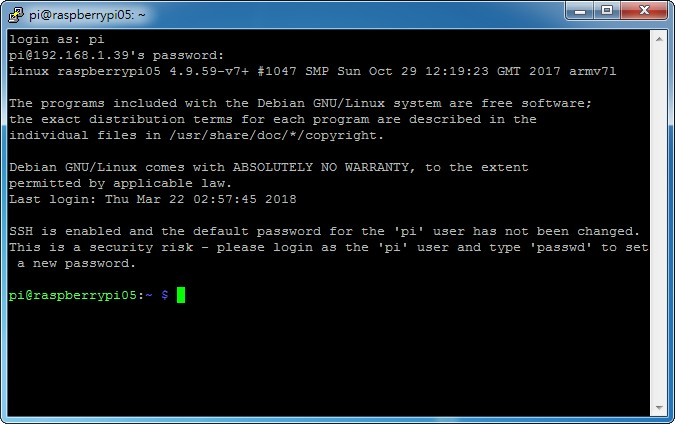 pi@raspberrypi05: ~
login as: pi
pi@192.168.1.39's password:
Linux raspberrypi05 4.9.59-v7+ #1047 SMP Sun Oct 29 12:19:23 GMT 2017 armv7l
The programs included with the Debian GNU/Linux system are free software;
the exact distribution terms for each program are described in the
individual files in /usr/share/doc/*/copyright.
Debian GNU/Linux comes with ABSOLUTELY NO WARRANTY, to the extent
permitted by applicable law.
Last login: Thu Mar 22 02:57:45 2018
SSH is enabled and the default password for the 'pi' user has not been changed.
This is a security risk - please login as the 'pi' user and type 'passwd' to set
 a new password.
pi@raspberrypi05:~ $